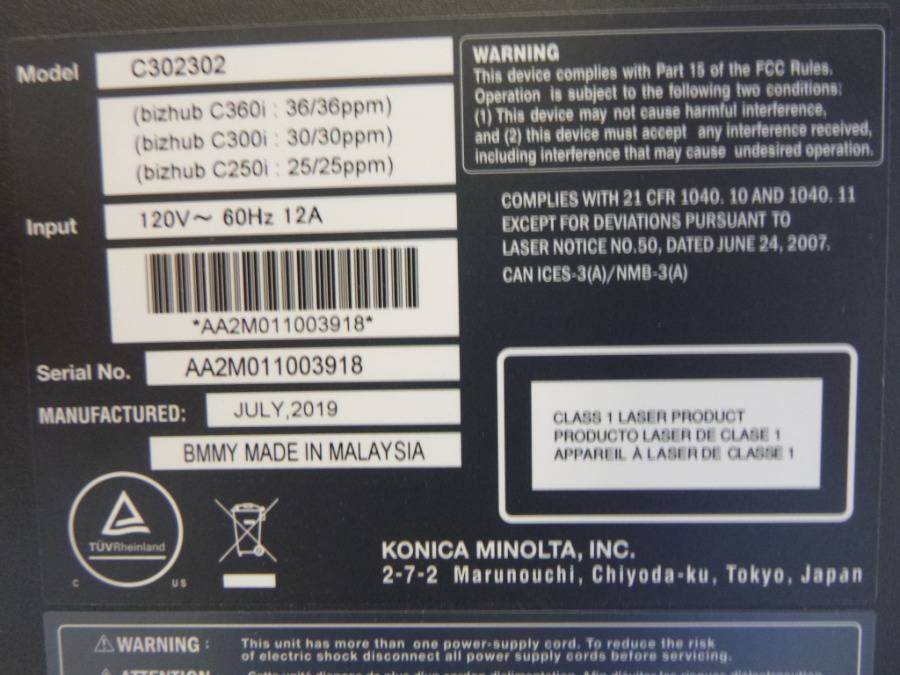 Model C302302
(bizhub C360i : 36/36ppm)
(bizhub C300i : 30/30ppm)
(bizhub C250i : 25/25ppm)
Input 120V～ 60Hz 12A
*AA2M011003918*
Serial No. AA2M011003918
MANUFACTURED: JULY,2019
BMMY MADE IN MALAYSIA
TÜVRheinland
C US
WARNING
This device complies with Part 15 of the FCC Rules.
Operation is subject to the following two conditions:
(1) This device may not cause harmful interference,
and (2) this device must accept any interference received,
including interference that may cause undesired operation.
COMPLIES WITH 21 CFR 1040. 10 AND 1040. 11
EXCEPT FOR DEVIATIONS PURSUANT TO
LASER NOTICE NO.50, DATED JUNE 24, 2007.
CAN ICES-3(A)/NMB-3(A)
CLASS 1 LASER PRODUCT
PRODUCTO LASER DE CLASE 1
APPAREIL À LASER DE CLASSE 1
KONICA MINOLTA, INC.
2-7-2 Marunouchi, Chiyoda-ku, Tokyo, Japan
⚠WARNING : This unit has more than one power-supply cord. To reduce the risk
of electric shock disconnect all power supply cords before servicing.
⚠ATTENTION